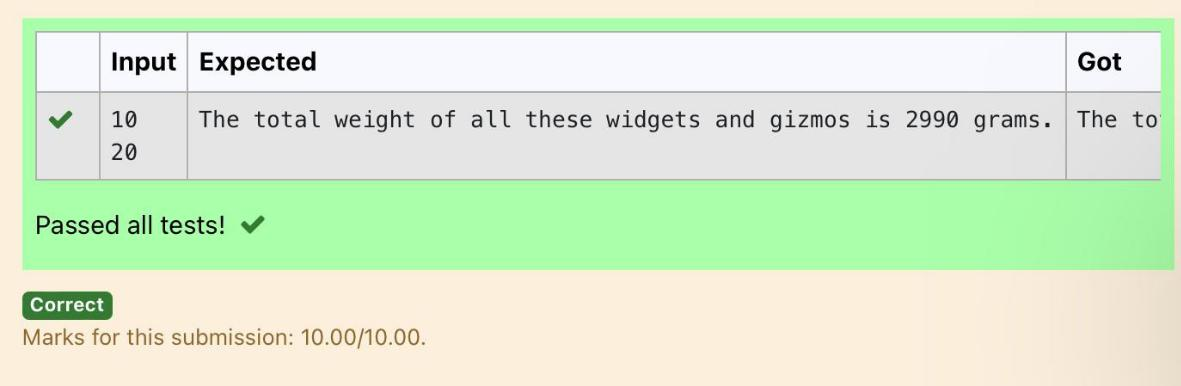 Input Expected Got
10 The total weight of all these widgets and gizmos is 2990 grams. The to
20
Passed all tests!
Correct
Marks for this submission: 10.00/10.00.